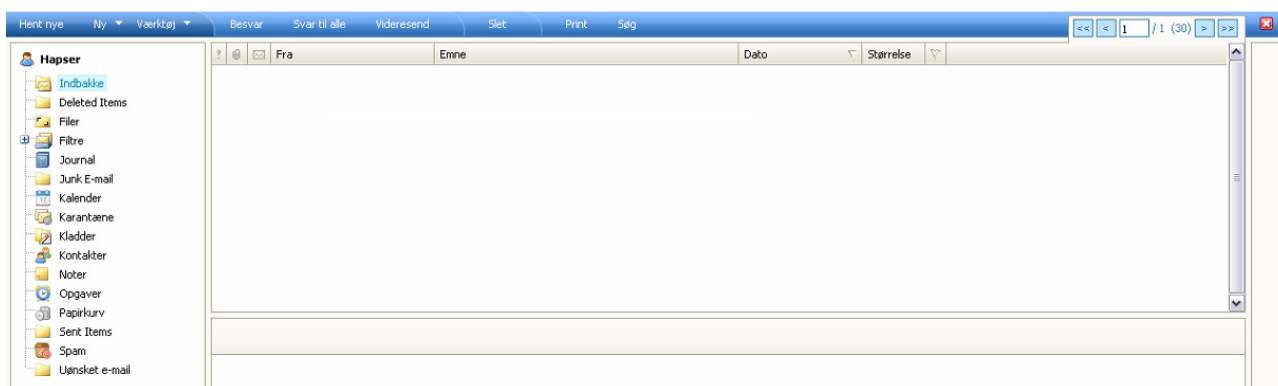 Hent nye Ny Værktøj Besvar Svar til alle Videresend Slet Print Søg << < 1 / 1 (30) > >>
Hapser
Fra Emne Dato Størrelse
Indbakke
Deleted Items
Filer
Filtre
Journal
Junk E-mail
Kalender
Karantæne
Kladder
Kontakter
Noter
Opgaver
Papirkurv
Sent Items
Spam
Uønsket e-mail